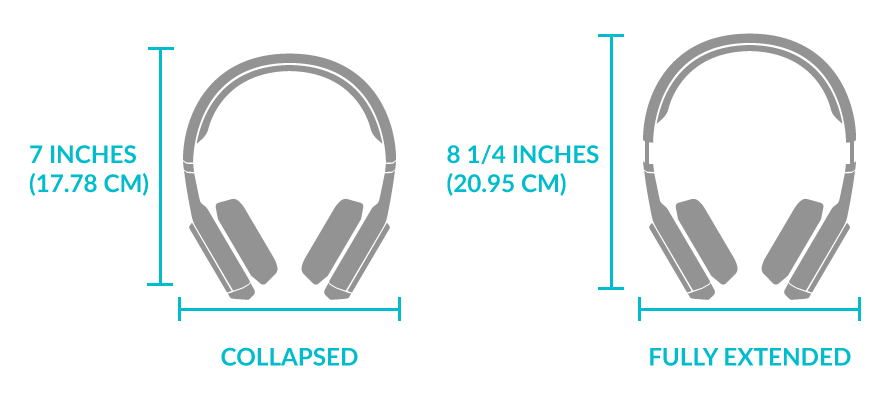 7 INCHES
(17.78 CM)
COLLAPSED
8 1/4 INCHES
(20.95 CM)
FULLY EXTENDED